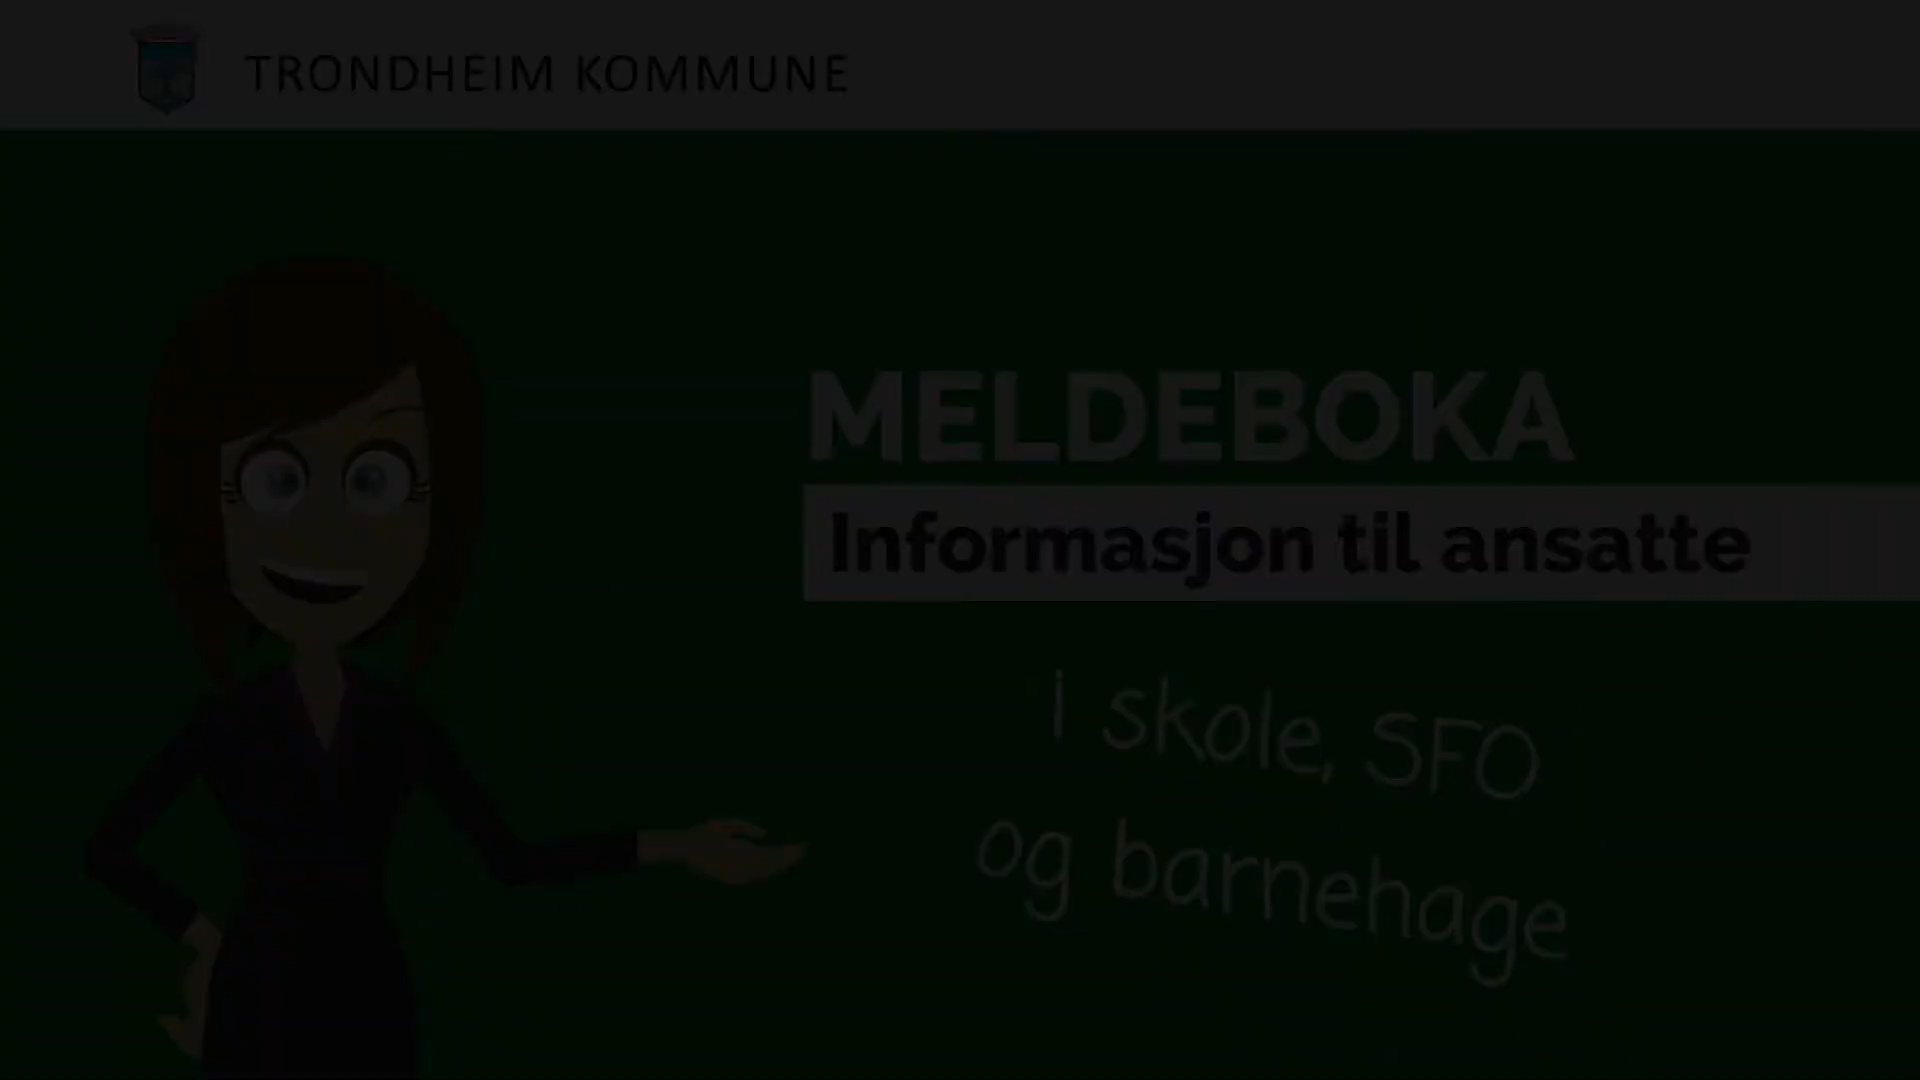 TRONDHEIM KOMMUNE
MELDEBOKA
Informasjon til ansatte
i skole, SFO
og barnehage